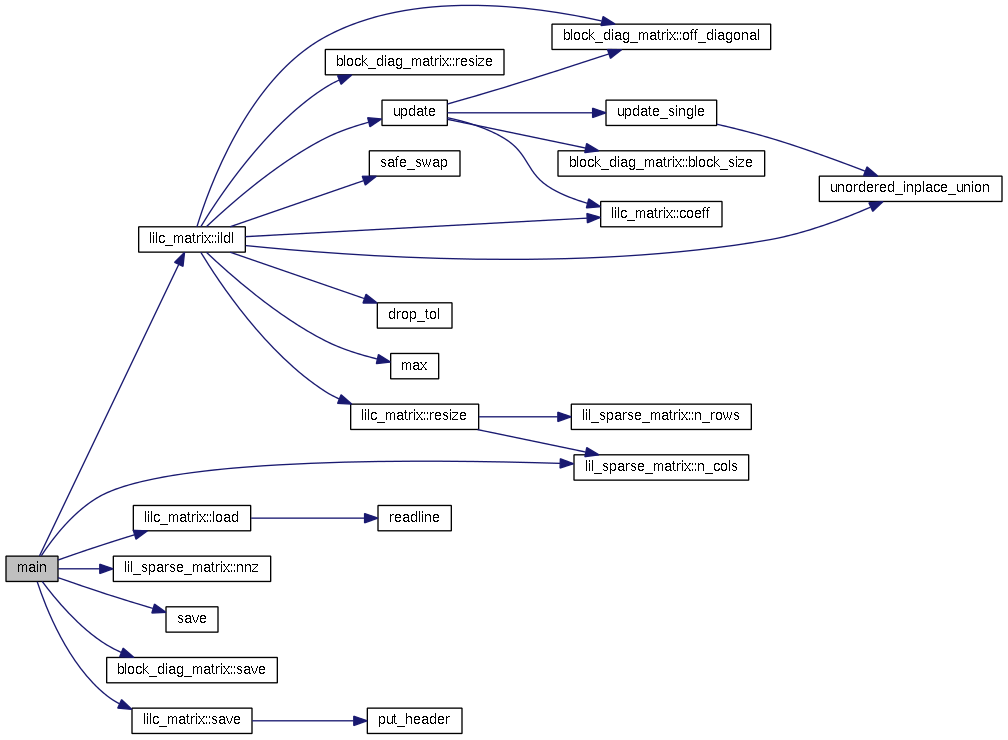 block_diag_matrix::off_diagonal
block_diag_matrix::resize
update
update_single
safe_swap
block_diag_matrix::block_size
unordered_inplace_union
lilc_matrix::coeff
lilc_matrix::ildl
drop_tol
max
lilc_matrix::resize
lil_sparse_matrix::n_rows
lil_sparse_matrix::n_cols
lilc_matrix::load
readline
main
lil_sparse_matrix::nnz
save
block_diag_matrix::save
lilc_matrix::save
put_header